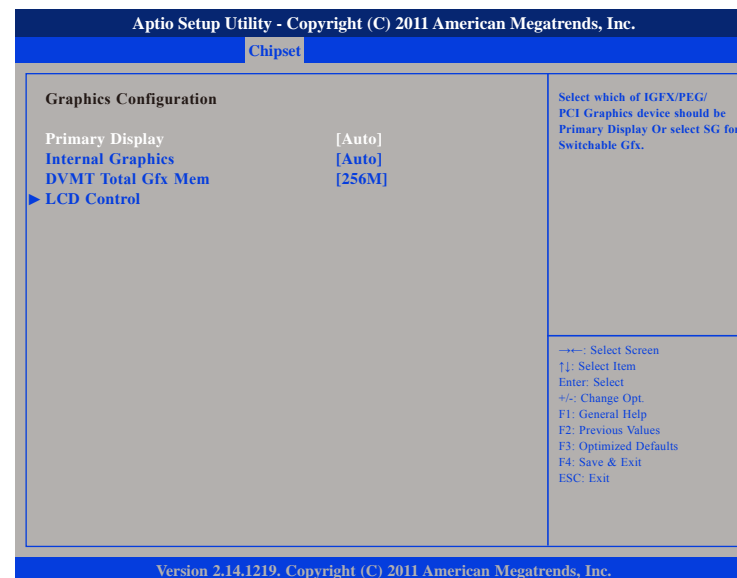 Aptio Setup Utility - Copyright (C) 2011 American Megatrends, Inc.
Chipset
Graphics Configuration
Primary Display [Auto]
Internal Graphics [Auto]
DVMT Total Gfx Mem [256M]
► LCD Control
Select which of IGFX/PEG/
PCI Graphics device should be
Primary Display Or select SG for
Switchable Gfx.
→←: Select Screen
↑↓: Select Item
Enter: Select
+/-: Change Opt.
F1: General Help
F2: Previous Values
F3: Optimized Defaults
F4: Save & Exit
ESC: Exit
Version 2.14.1219. Copyright (C) 2011 American Megatrends, Inc.